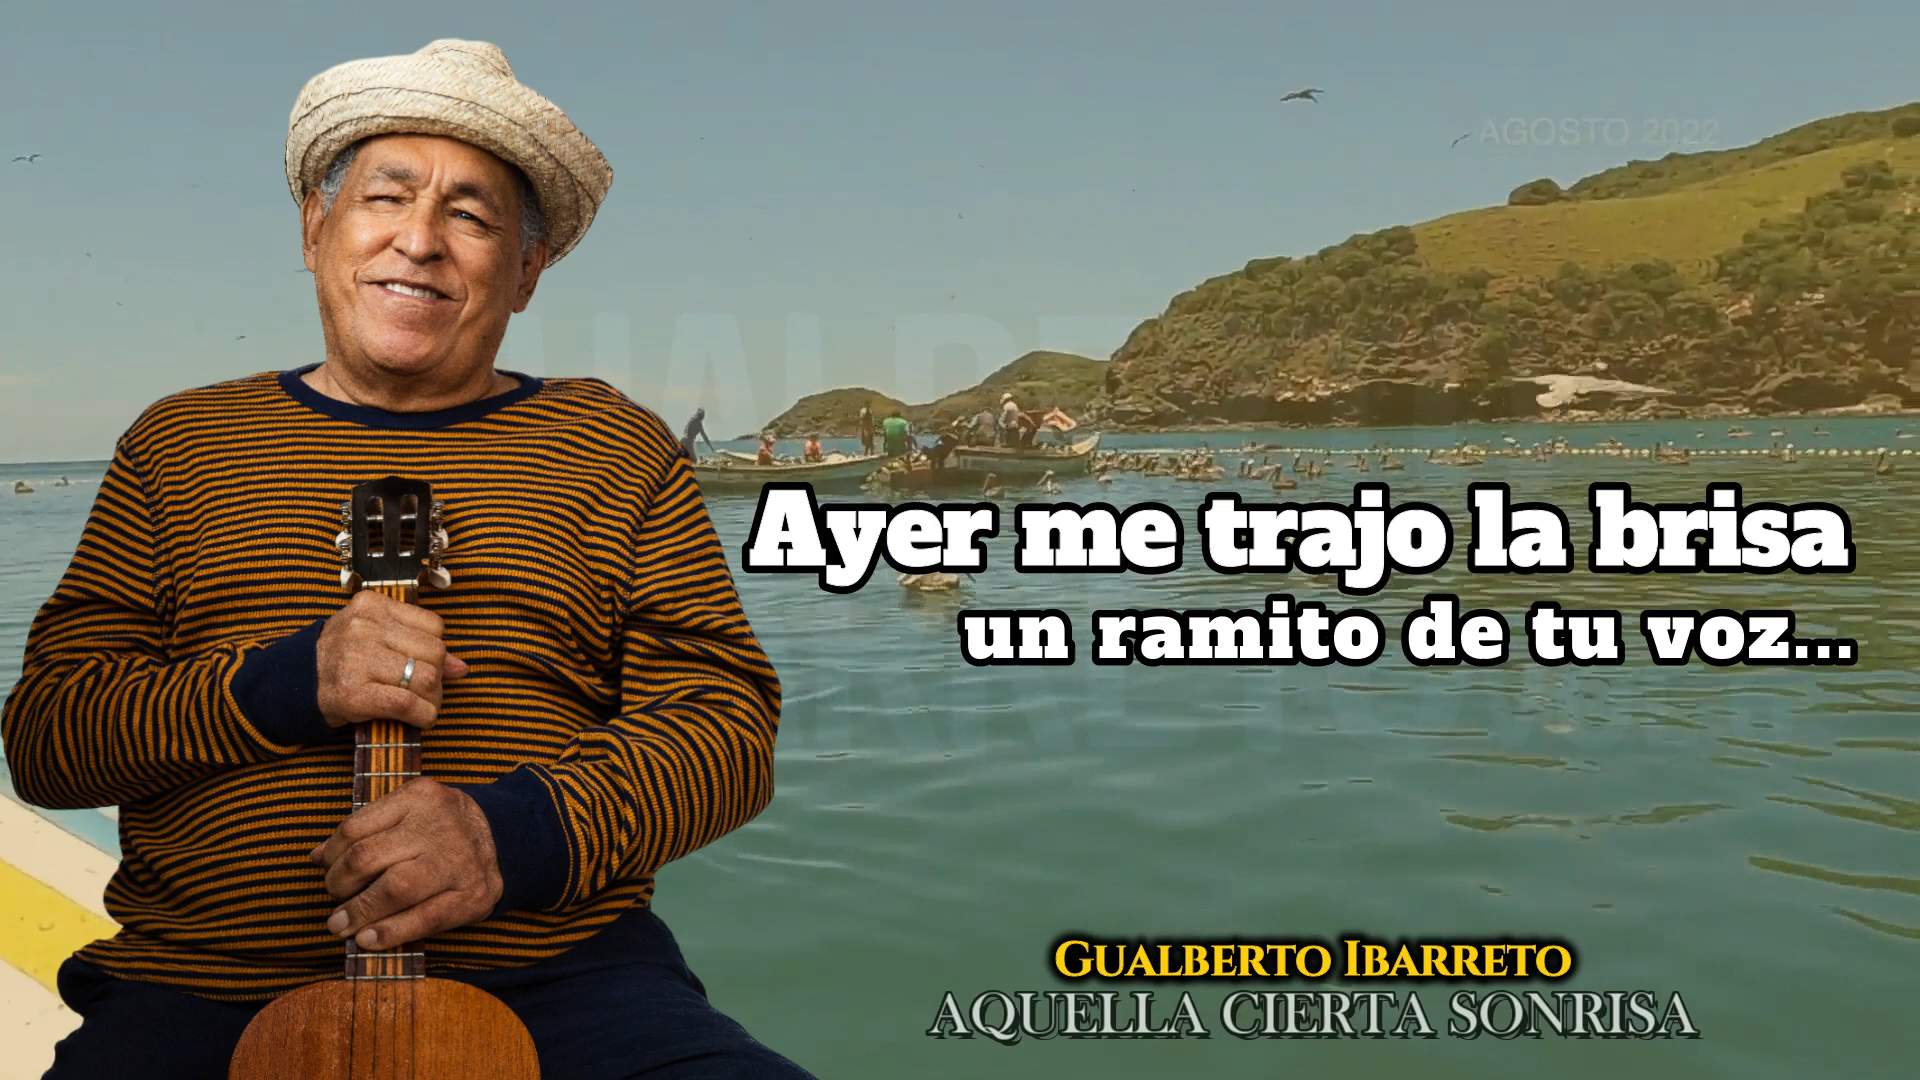 AGOSTO 2022
Ayer me trajo la brisa
un ramito de tu voz...
GUALBERTO IBARRETO
AQUELLA CIERTA SONRISA